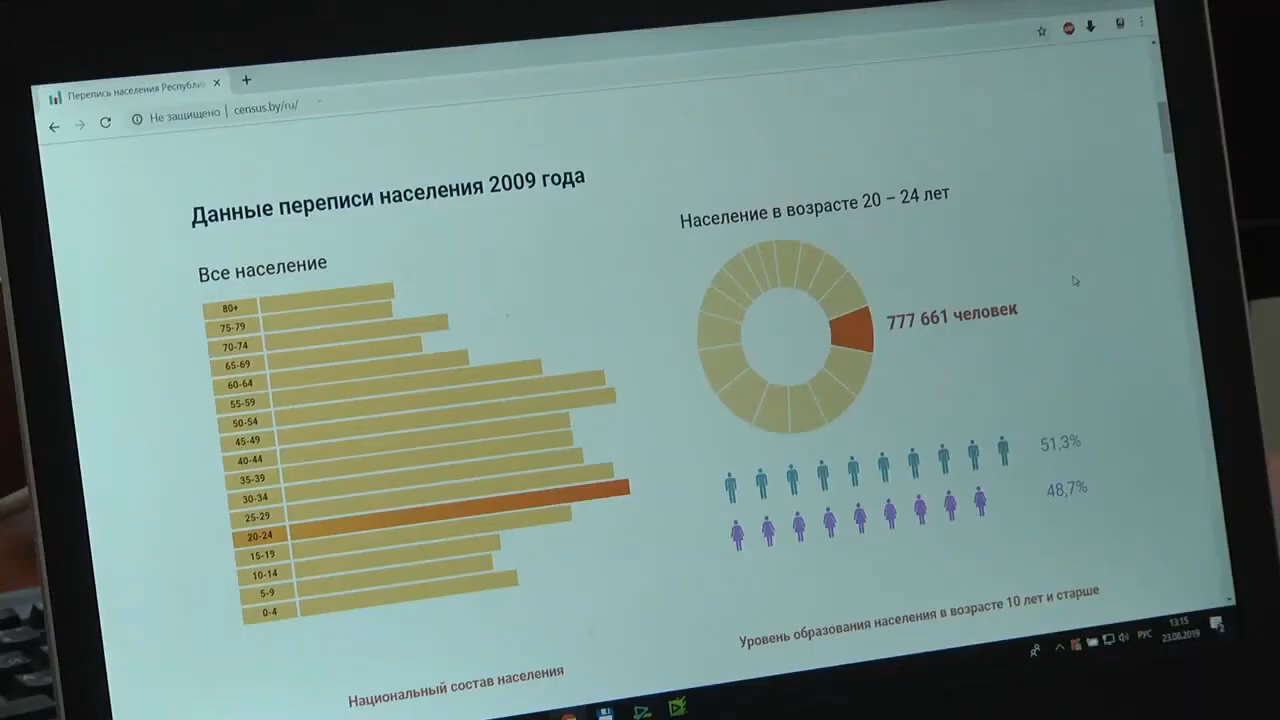 Перепись населения Республи
Не защищено | census.by/ru/
Данные переписи населения 2009 года
Все население
80+
75-79
70-74
65-69
60-64
55-59
50-54
45-49
40-44
35-39
30-34
25-29
20-24
15-19
10-14
5-9
0-4
Население в возрасте 20 – 24 лет
777 661 человек
51,3%
48,7%
Национальный состав населения
Уровень образования населения в возрасте 10 лет и старше
РУС
13:15
23.08.2019